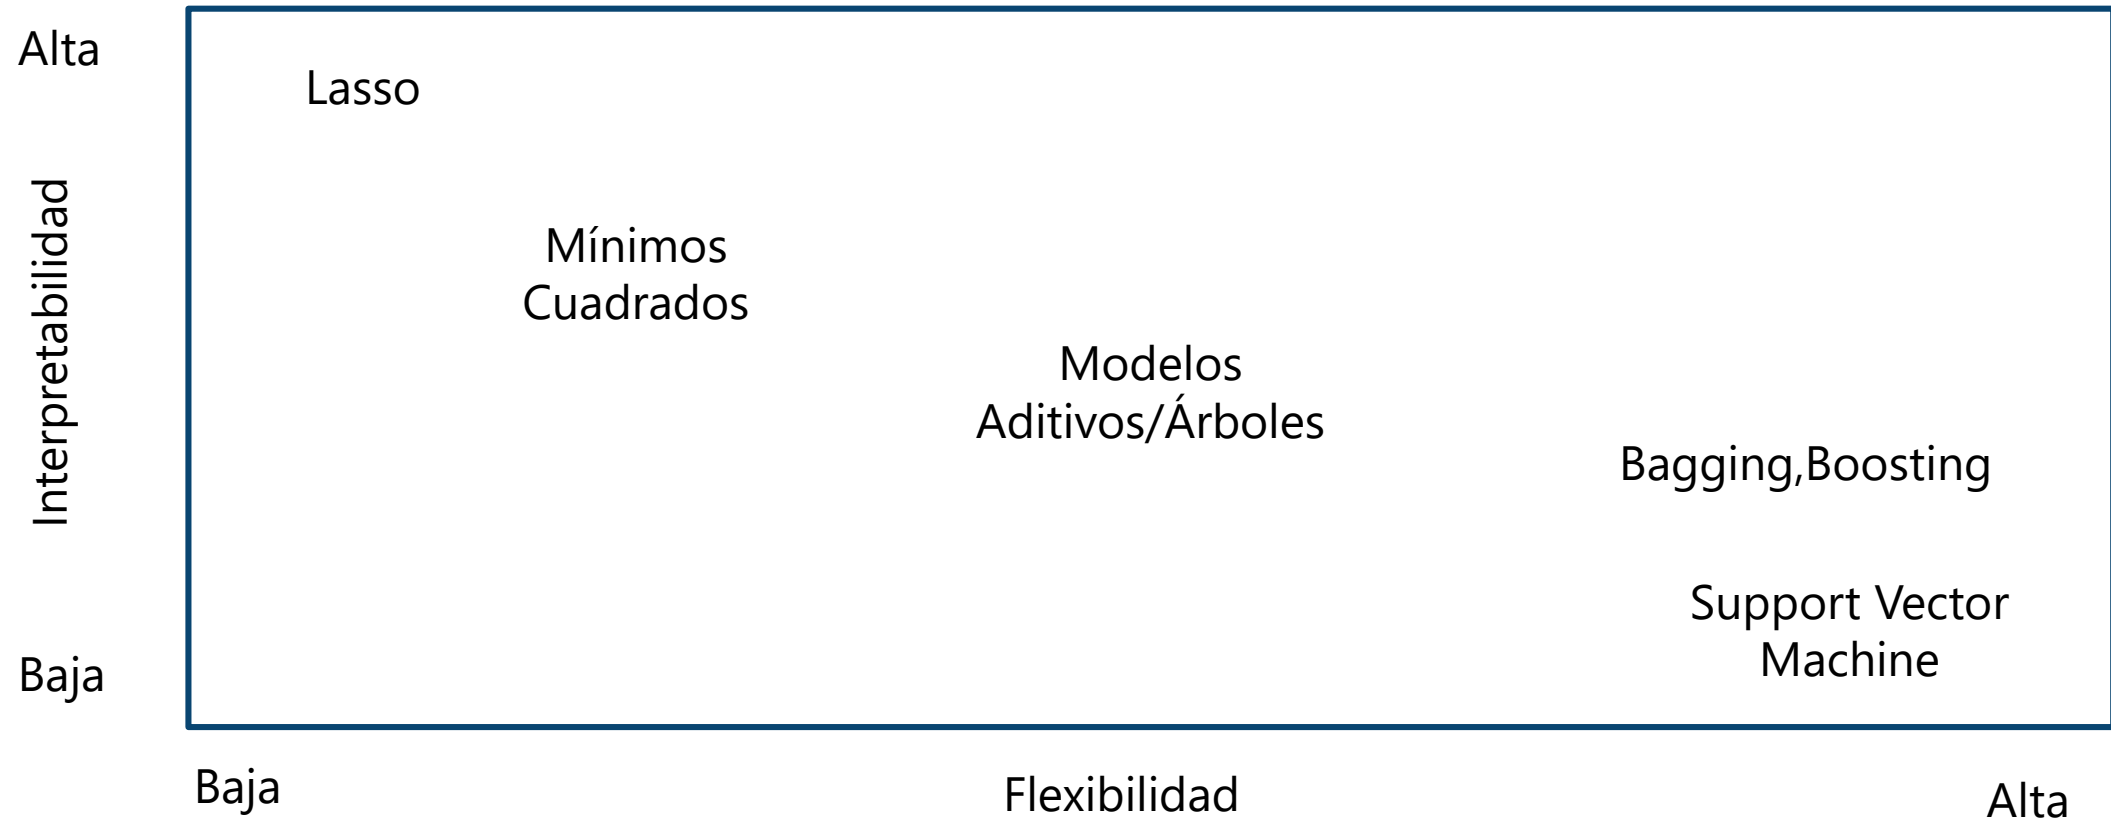 Alta
Lasso
Interpretabilidad
Mínimos
Cuadrados
Modelos
Aditivos/Árboles
Bagging,Boosting
Support Vector
Machine
Baja
Baja
Flexibilidad
Alta